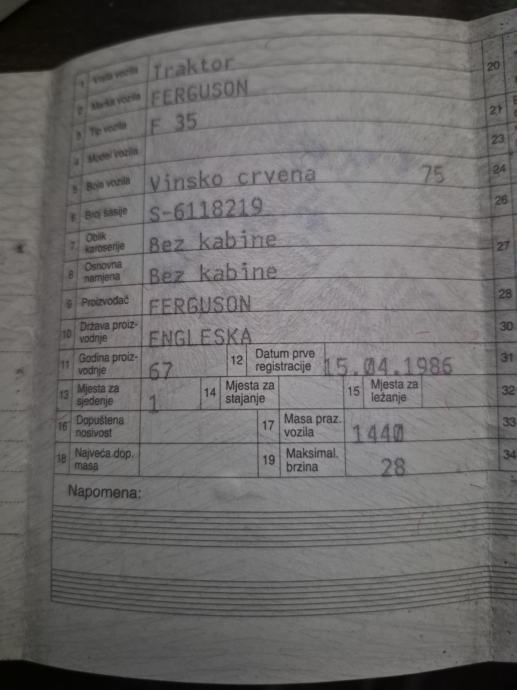 1 Vrsta vozila Traktor 20
2 Marka vozila FERGUSON
3 Tip vozila F 35 21
4 Model vozila 23
5 Boja vozila Vinsko crvena 75 24
6 Broj šasije S-6118219 26
7 Oblik karoserije Bez kabine 27
8 Osnovna namjena Bez kabine
9 Proizvođač FERGUSON 28
10 Država proiz-vodnje ENGLESKA 30
11 Godina proiz-vodnje 67 12 Datum prve registracije 15.04.1986 31
13 Mjesta za sjedenje 1 14 Mjesta za stajanje 15 Mjesta za ležanje 32
16 Dopuštena nosivost 17 Masa praz. vozila 1440 33
18 Najveća dop. masa 19 Maksimal. brzina 28 34
Napomena: